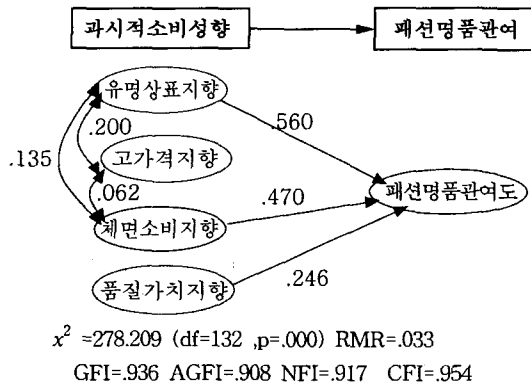 과시적소비성향 패션명품관여
유명상표지향
.560
.200
.135 고가격지향
.062
패션명품관여도
.470
체면소비지향
.246
품질가치지향
x² =278.209 (df=132 ,p=.000) RMR=.033
GFI=.936 AGFI=.908 NFI=.917 CFI=.954